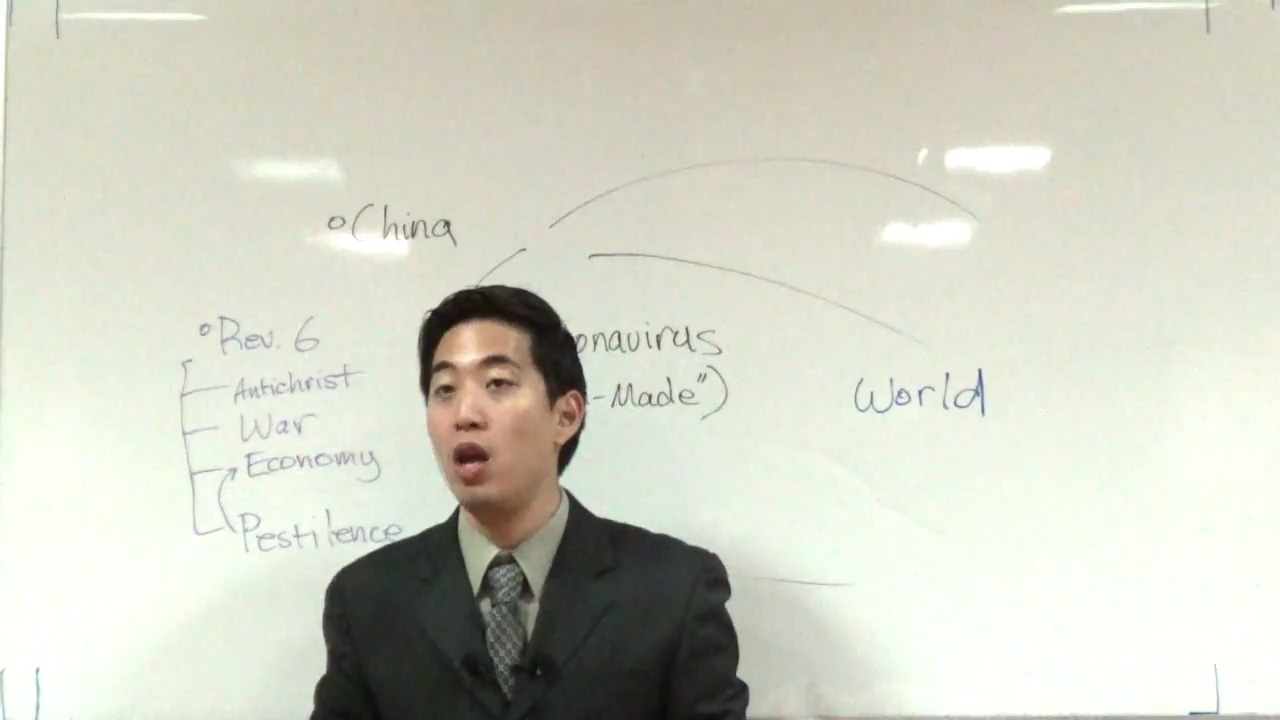 China
Rev. 6
Antichrist
War
Economy
Pestilence
onavirus
-Made")
World